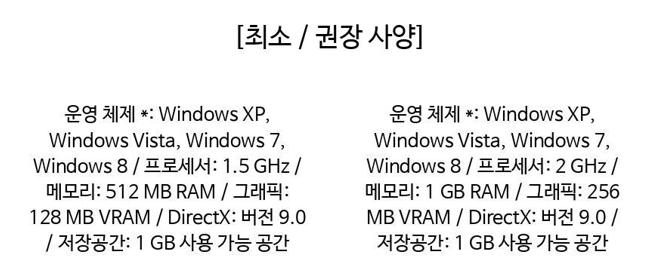 [최소 / 권장 사양]
운영 체제 *: Windows XP,
Windows Vista, Windows 7,
Windows 8 / 프로세서: 1.5 GHz /
메모리: 512 MB RAM / 그래픽:
128 MB VRAM / DirectX: 버전 9.0
/ 저장공간: 1 GB 사용 가능 공간
운영 체제 *: Windows XP,
Windows Vista, Windows 7,
Windows 8 / 프로세서: 2 GHz /
메모리: 1 GB RAM / 그래픽: 256
MB VRAM / DirectX: 버전 9.0 /
저장공간: 1 GB 사용 가능 공간